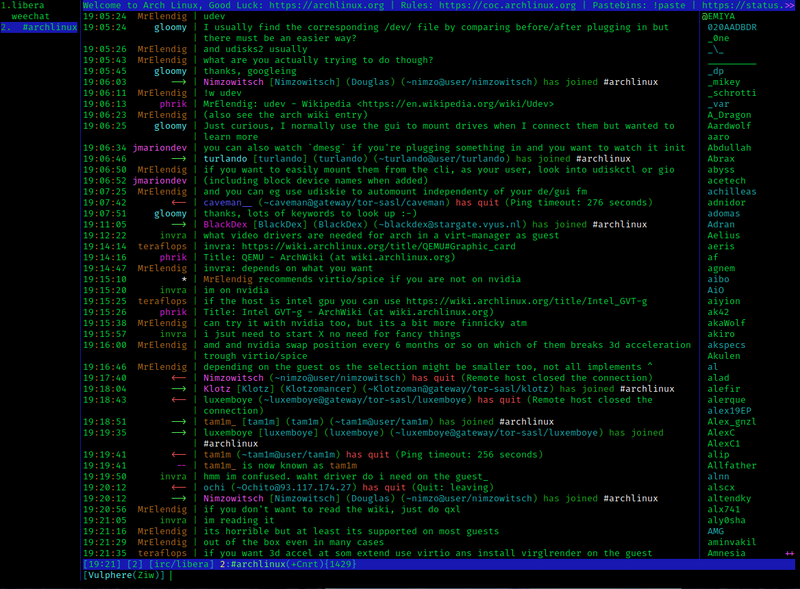 1.libera
weechat
2. #archlinux
Welcome to Arch Linux, Good Luck: https://archlinux.org | Rules: https://coc.archlinux.org | Pastebins: !paste | https://status.>>
19:05:24 MrElendig | udev
19:05:24 gloomy | I usually find the corresponding /dev/ file by comparing before/after plugging in but
| there must be an easier way?
19:05:26 MrElendig | and udisks2 usually
19:05:43 MrElendig | what are you actually trying to do though?
19:05:45 gloomy | thanks, googleing
19:06:03 --> | Nimzowitsch [Nimzowitsch] (Douglas) (~nimzo@user/nimzowitsch) has joined #archlinux
19:06:11 MrElendig | !w udev
19:06:13 phrik | MrElendig: udev - Wikipedia <https://en.wikipedia.org/wiki/Udev>
19:06:23 MrElendig | (also see the arch wiki entry)
19:06:25 gloomy | Just curious, I normally use the gui to mount drives when I connect them but wanted to
| learn more
19:06:34 jmariondev | you can also watch `dmesg` if you're plugging something in and you want to watch it init
19:06:46 --> | turlando [turlando] (turlando) (~turlando@user/turlando) has joined #archlinux
19:06:50 MrElendig | if you want to easily mount them from the cli, as your user, look into udiskctl or gio
19:06:52 jmariondev | (including block device names when added)
19:07:25 MrElendig | and you can eg use udiskie to automount independenty of your de/gui fm
19:07:42 <-- | caveman__ (~caveman@gateway/tor-sasl/caveman) has quit (Ping timeout: 276 seconds)
19:07:51 gloomy | thanks, lots of keywords to look up :-)
19:11:05 --> | BlackDex [BlackDex] (BlackDex) (~blackdex@stargate.vyus.nl) has joined #archlinux
19:12:22 invra | what video drivers are needed for arch in a virt-manager as guest
19:14:14 teraflops | invra: https://wiki.archlinux.org/title/QEMU#Graphic_card
19:14:16 phrik | Title: QEMU - ArchWiki (at wiki.archlinux.org)
19:14:47 MrElendig | invra: depends on what you want
19:15:10 * | MrElendig recommends virtio/spice if you are not on nvidia
19:15:20 invra | im on nvidia
19:15:25 teraflops | if the host is intel gpu you can use https://wiki.archlinux.org/title/Intel_GVT-g
19:15:26 phrik | Title: Intel GVT-g - ArchWiki (at wiki.archlinux.org)
19:15:38 MrElendig | can try it with nvidia too, but its a bit more finnicky atm
19:15:57 invra | i jsut need to start X no need for fancy things
19:16:00 MrElendig | amd and nvidia swap position every 6 months or so on which of them breaks 3d acceleration
| trough virtio/spice
19:16:46 MrElendig | depending on the guest os the selection might be smaller too, not all implements ^
19:17:40 <-- | Nimzowitsch (~nimzo@user/nimzowitsch) has quit (Remote host closed the connection)
19:18:04 --> | Klotz [Klotz] (Klotzomancer) (~Klotzoman@gateway/tor-sasl/klotz) has joined #archlinux
19:18:43 <-- | luxemboye (~luxemboye@gateway/tor-sasl/luxemboye) has quit (Remote host closed the
| connection)
19:18:51 --> | tam1m_ [tam1m] (tam1m) (~tam1m@user/tam1m) has joined #archlinux
19:19:35 --> | luxemboye [luxemboye] (luxemboye) (~luxemboye@gateway/tor-sasl/luxemboye) has joined
| #archlinux
19:19:41 <-- | tam1m (~tam1m@user/tam1m) has quit (Ping timeout: 256 seconds)
19:19:41 -- | tam1m_ is now known as tam1m
19:19:50 invra | hmm im confused, waht driver do i need on the guest_
19:20:12 <-- | ochi (~Ochito@93.117.174.27) has quit (Quit: leaving)
19:20:12 --> | Nimzowitsch [Nimzowitsch] (Douglas) (~nimzo@user/nimzowitsch) has joined #archlinux
19:20:56 MrElendig | if you don't want to read the wiki, just do qxl
19:21:05 invra | im reading it
19:21:16 MrElendig | its horrible but at least its supported on most guests
19:21:29 MrElendig | out of the box even in many cases
19:21:35 teraflops | if you want 3d accel at som extend use virtio ans install virglrender on the guest ++
[19:21] [2] [irc/libera] 2:#archlinux(+Cnrt){1429}
[Vulphere(Ziw)]
@EMIYA
020AADBDR
_0ne
_\_
_________
_dp
_mikey
_schrotti
_var
A_Dragon
Aardwolf
aaro
Abdullah
Abrax
abyss
acetech
achilleas
adnidor
adomas
Adran
Aelius
aeris
af
agnem
aibo
AiO
aiyion
ak42
akaWolf
akiro
akspecs
Akulen
al
alad
alefir
alerque
alex19EP
Alex_gnzl
AlexC
AlexC1
alip
Allfather
alnn
alscx
altendky
alx741
aly0sha
AMG
aminvakil
Amnesia